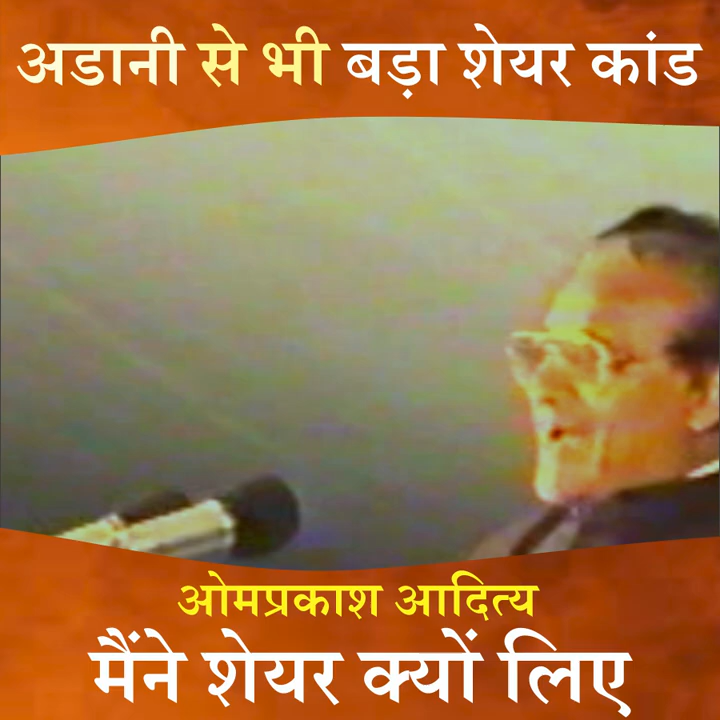 अडानी से भी बड़ा शेयर कांड
ओमप्रकाश आदित्य
मैंने शेयर क्यों लिए